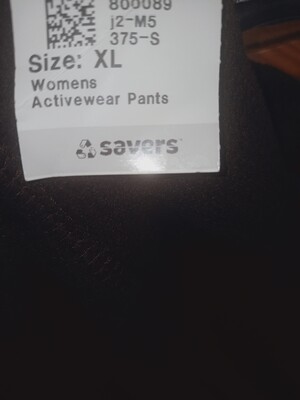 800089
j2-M5
375-S
Size: XL
Womens
Activewear Pants
savers